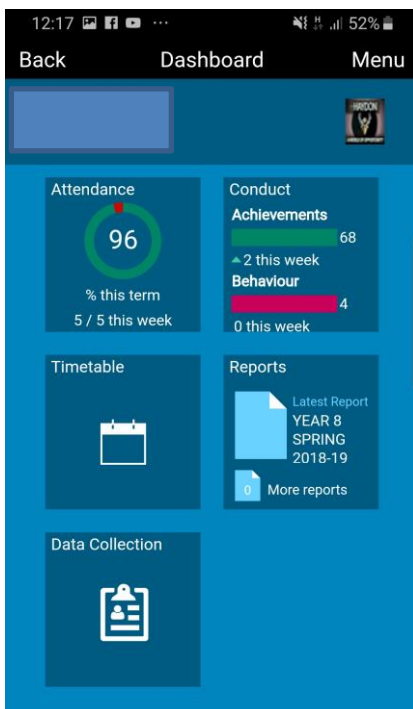 12:17 ··· H 52%
Back Dashboard Menu
HAYDON
Attendance
96
% this term
5 / 5 this week
Conduct
Achievements
68
2 this week
Behaviour
4
0 this week
Timetable
Reports
Latest Report
YEAR 8
SPRING
2018-19
0 More reports
Data Collection